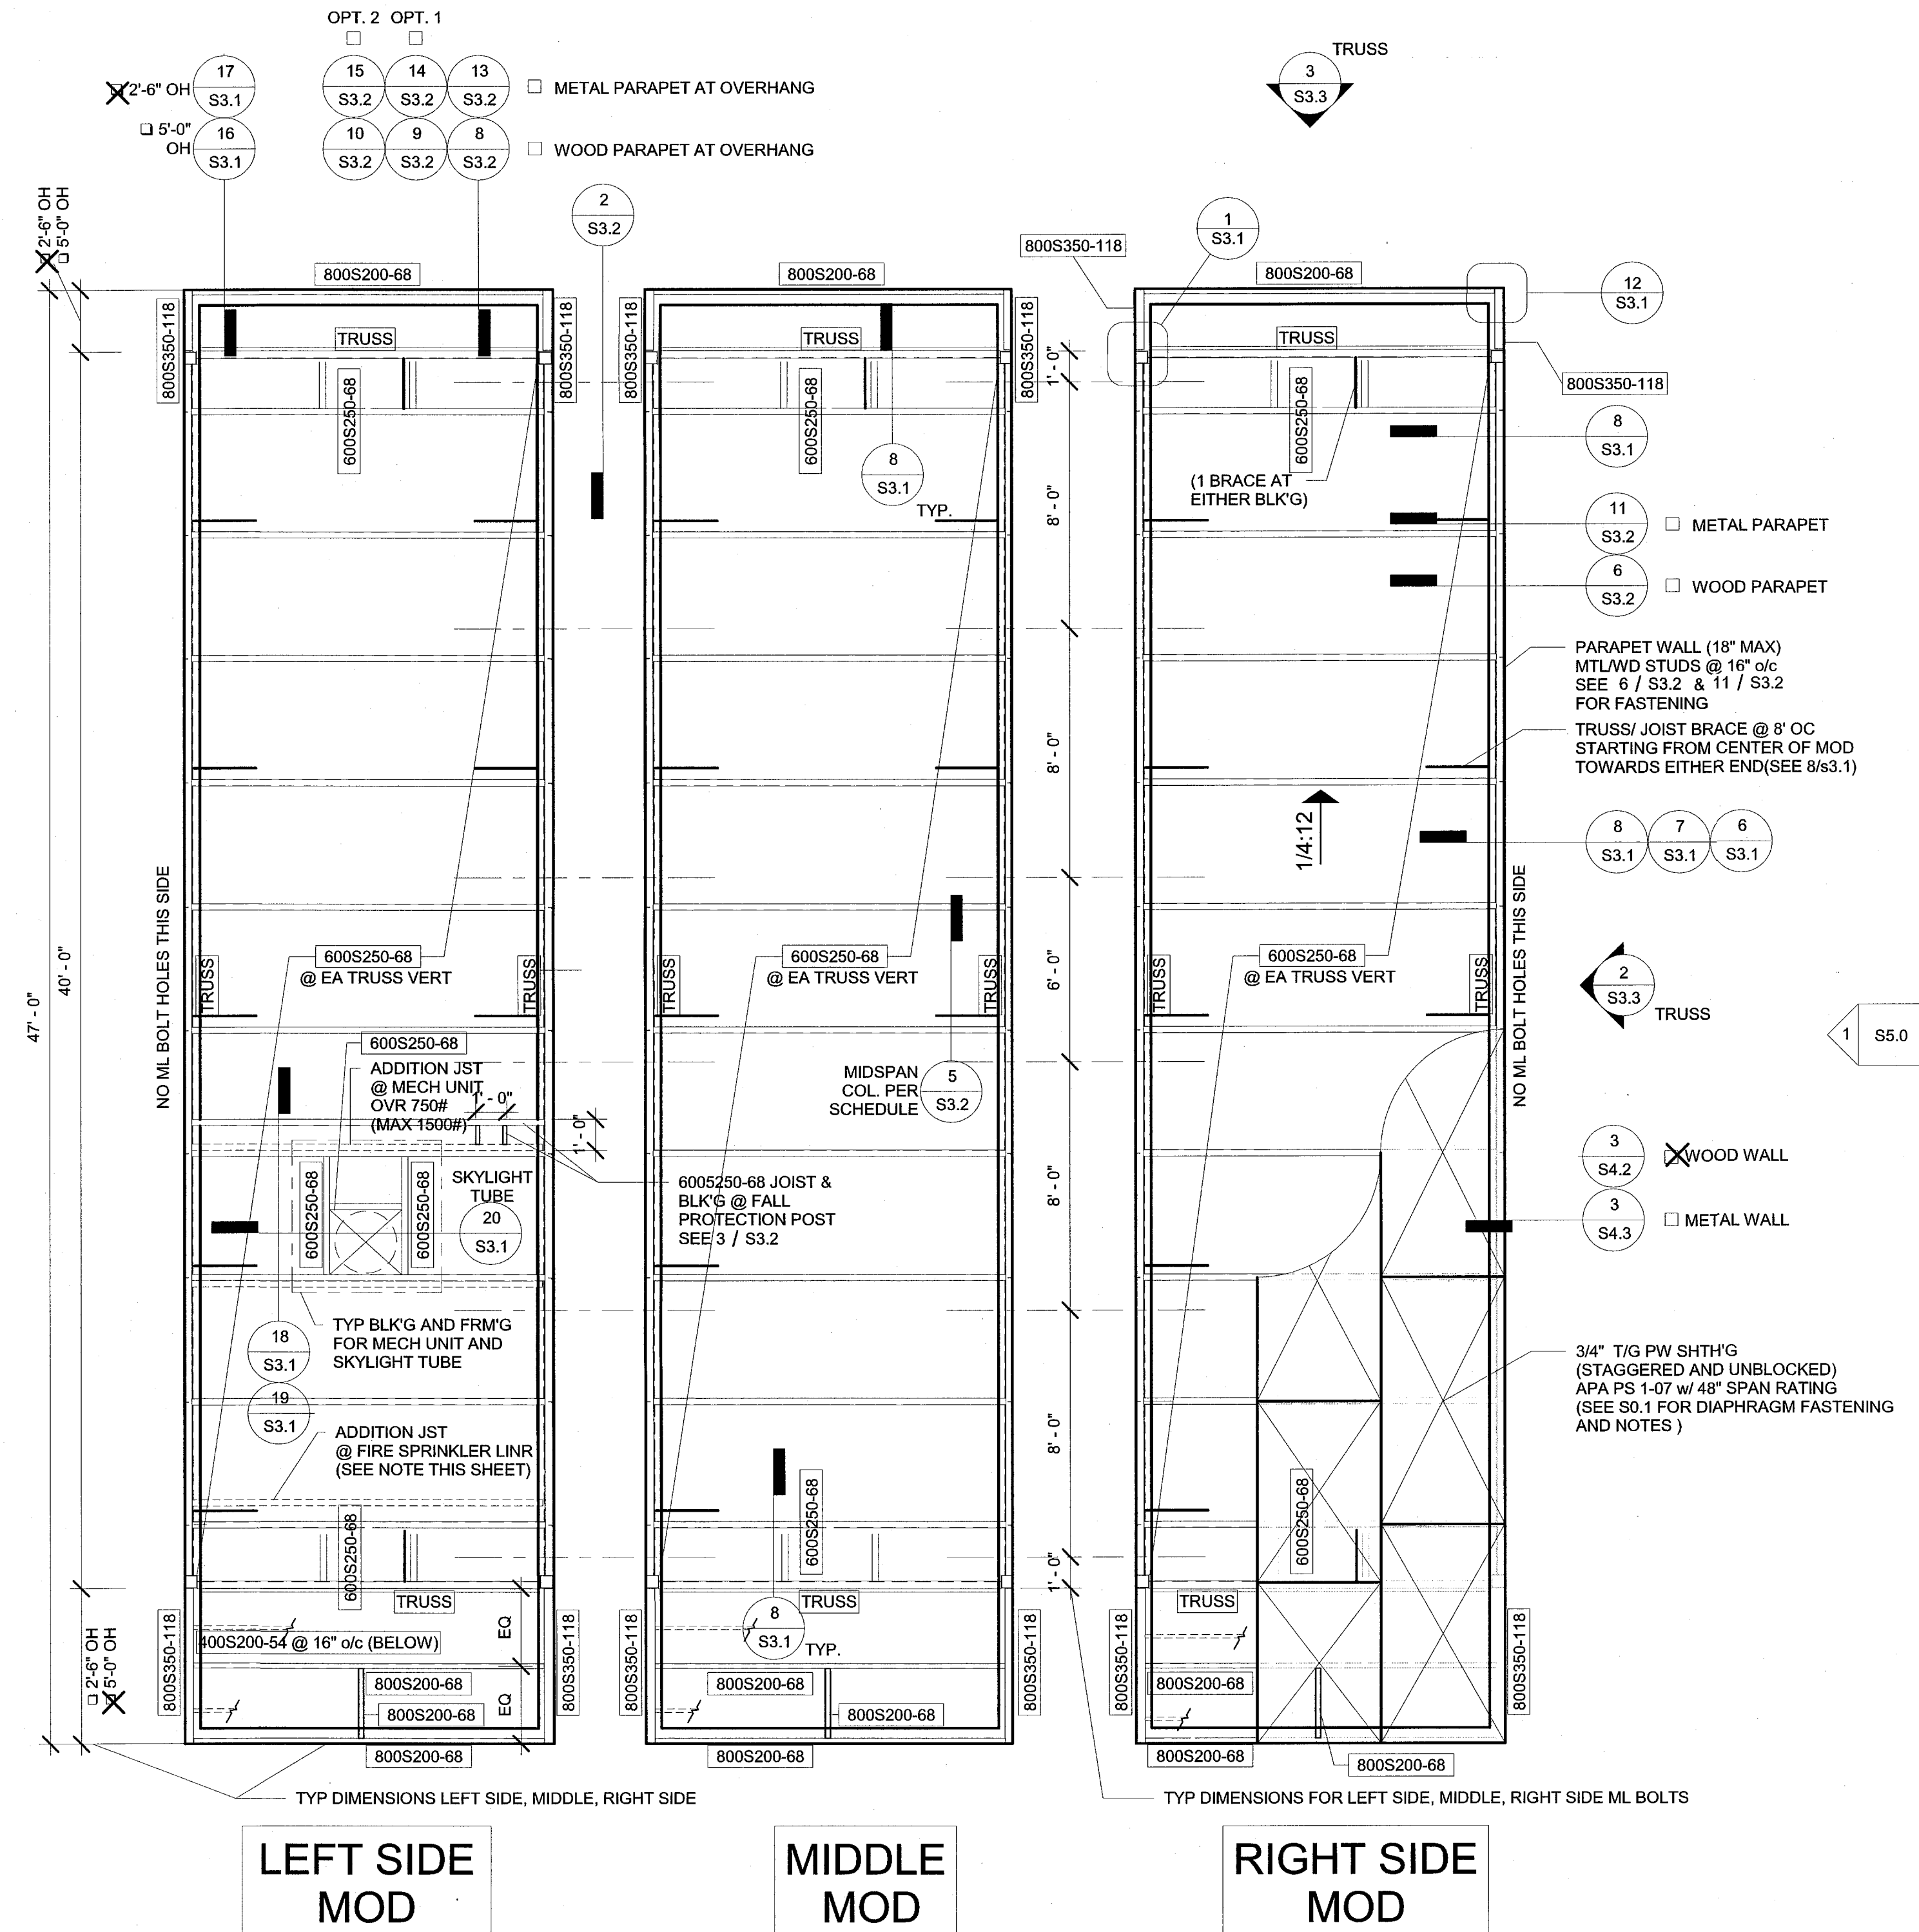 OPT. 2 OPT. 1
TRUSS
3
S3.3
2'-6" OH
17
S3.1
15
S3.2
14
S3.2
13
S3.2
METAL PARAPET AT OVERHANG
5'-0"
OH
16
S3.1
10
S3.2
9
S3.2
8
S3.2
WOOD PARAPET AT OVERHANG
2'-6" OH
5'-0" OH
2
S3.2
1
S3.1
800S350-118
12
S3.1
800S200-68
800S200-68
800S200-68
800S350-118
800S350-118
800S350-118
800S350-118
800S350-118
TRUSS
TRUSS
TRUSS
600S250-68
600S250-68
600S250-68
1' - 0"
8
S3.1
TYP.
(1 BRACE AT
EITHER BLK'G)
8
S3.1
11
S3.2
METAL PARAPET
6
S3.2
WOOD PARAPET
8' - 0"
PARAPET WALL (18" MAX)
MTL/WD STUDS @ 16" o/c
SEE 6 / S3.2 & 11 / S3.2
FOR FASTENING
TRUSS/ JOIST BRACE @ 8' OC
STARTING FROM CENTER OF MOD
TOWARDS EITHER END(SEE 8/s3.1)
8' - 0"
1/4:12
8
S3.1
7
S3.1
6
S3.1
47' - 0"
40' - 0"
NO ML BOLT HOLES THIS SIDE
NO ML BOLT HOLES THIS SIDE
600S250-68
@ EA TRUSS VERT
600S250-68
@ EA TRUSS VERT
600S250-68
@ EA TRUSS VERT
TRUSS
TRUSS
TRUSS
TRUSS
TRUSS
TRUSS
6' - 0"
2
S3.3
TRUSS
1
S5.0
600S250-68
ADDITION JST
@ MECH UNIT
OVR 750#
(MAX 1500#)
1' - 0"
1' - 0"
MIDSPAN
COL. PER
SCHEDULE
5
S3.2
600S250-68
600S250-68
SKYLIGHT
TUBE
20
S3.1
6005250-68 JOIST &
BLK'G @ FALL
PROTECTION POST
SEE 3 / S3.2
8' - 0"
3
S4.2
WOOD WALL
3
S4.3
METAL WALL
TYP BLK'G AND FRM'G
FOR MECH UNIT AND
SKYLIGHT TUBE
18
S3.1
19
S3.1
3/4" T/G PW SHTH'G
(STAGGERED AND UNBLOCKED)
APA PS 1-07 w/ 48" SPAN RATING
(SEE S0.1 FOR DIAPHRAGM FASTENING
AND NOTES )
ADDITION JST
@ FIRE SPRINKLER LINR
(SEE NOTE THIS SHEET)
8' - 0"
600S250-68
600S250-68
600S250-68
1' - 0"
TRUSS
TRUSS
TRUSS
8
S3.1
TYP.
400S200-54 @ 16" o/c (BELOW)
EQ
EQ
2'-6" OH
5'-0" OH
800S350-118
800S350-118
800S350-118
800S350-118
800S350-118
800S350-118
800S200-68
800S200-68
800S200-68
800S200-68
800S200-68
800S200-68
800S200-68
800S200-68
800S200-68
TYP DIMENSIONS LEFT SIDE, MIDDLE, RIGHT SIDE
TYP DIMENSIONS FOR LEFT SIDE, MIDDLE, RIGHT SIDE ML BOLTS
LEFT SIDE
MOD
MIDDLE
MOD
RIGHT SIDE
MOD